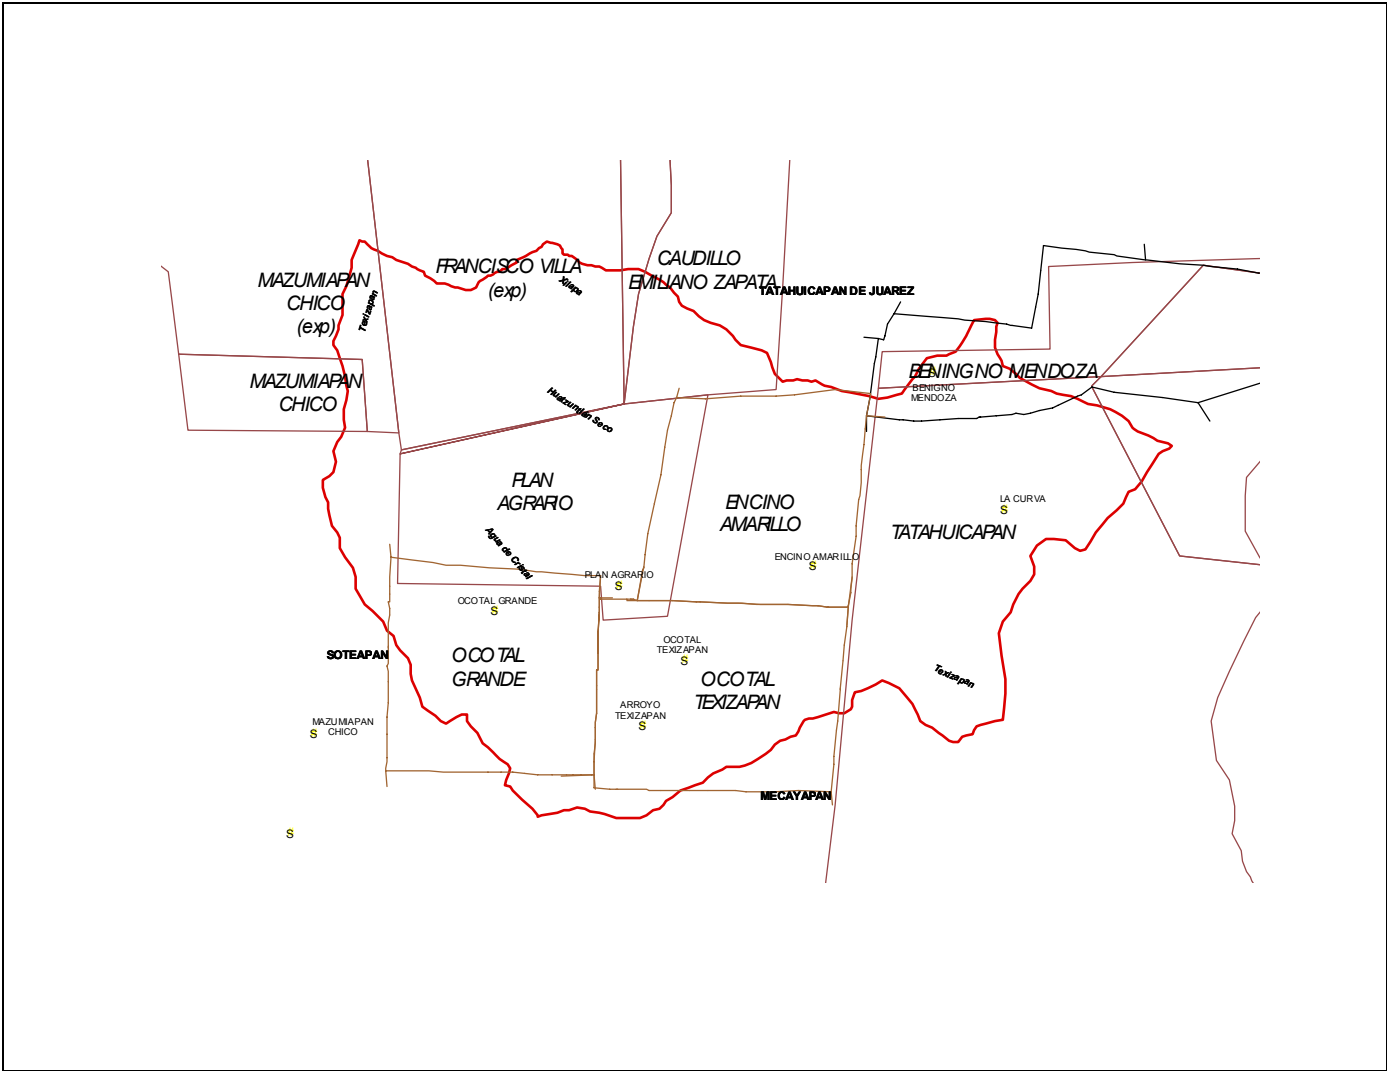 CAUDILLO
EMILIANO ZAPATA
FRANCISCO VILLA
(exp)
MAZUMIAPAN
CHICO
(exp)
Xilapa
TATAHUICAPAN DE JUAREZ
Texizapan
MAZUMIAPAN
CHICO
BENINGNO MENDOZA
S
BENIGNO
MENDOZA
Huatzunglan Seco
PLAN
AGRARIO
ENCINO
AMARILLO
LA CURVA
S
TATAHUICAPAN
Agua de Cristal
ENCINO AMARILLO
S
PLAN AGRARIO
S
OCOTAL GRANDE
S
SOTEAPAN
OCOTAL
GRANDE
OCOTAL
TEXIZAPAN
S
OCOTAL
TEXIZAPAN
Texizapan
ARROYO
TEXIZAPAN
S
MAZUMIAPAN
CHICO
S
MECAYAPAN
S